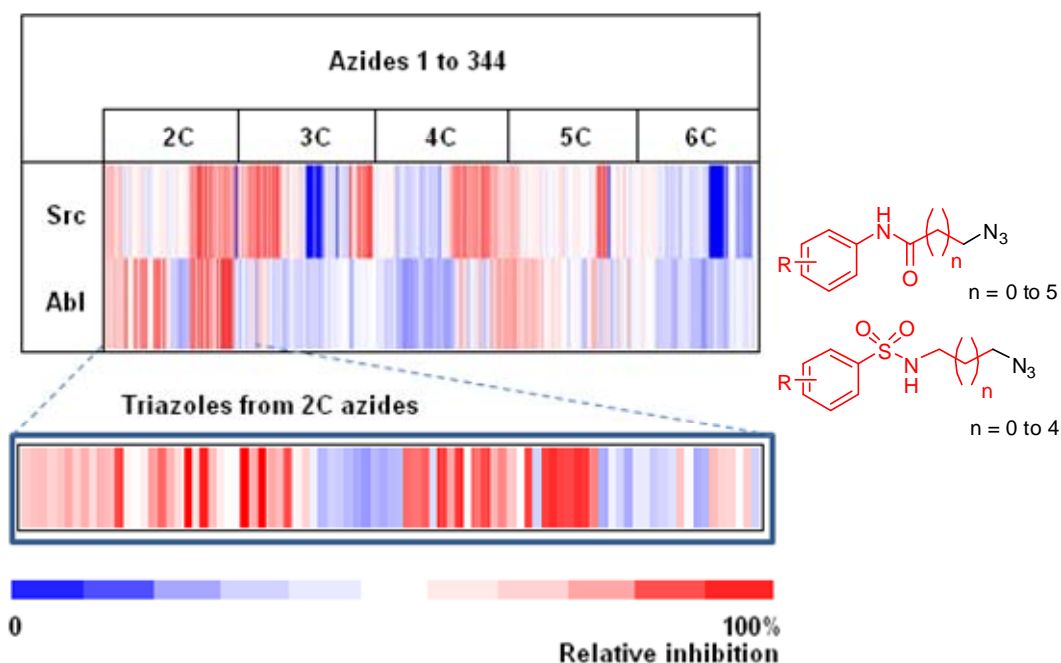 Azides 1 to 344
2C 3C 4C 5C 6C
Src
Abl
Triazoles from 2C azides
0 100%
Relative inhibition
H
N
R
O
( )
n
N3
n = 0 to 5
O O
S
N
H
R
( )
n
N3
n = 0 to 4